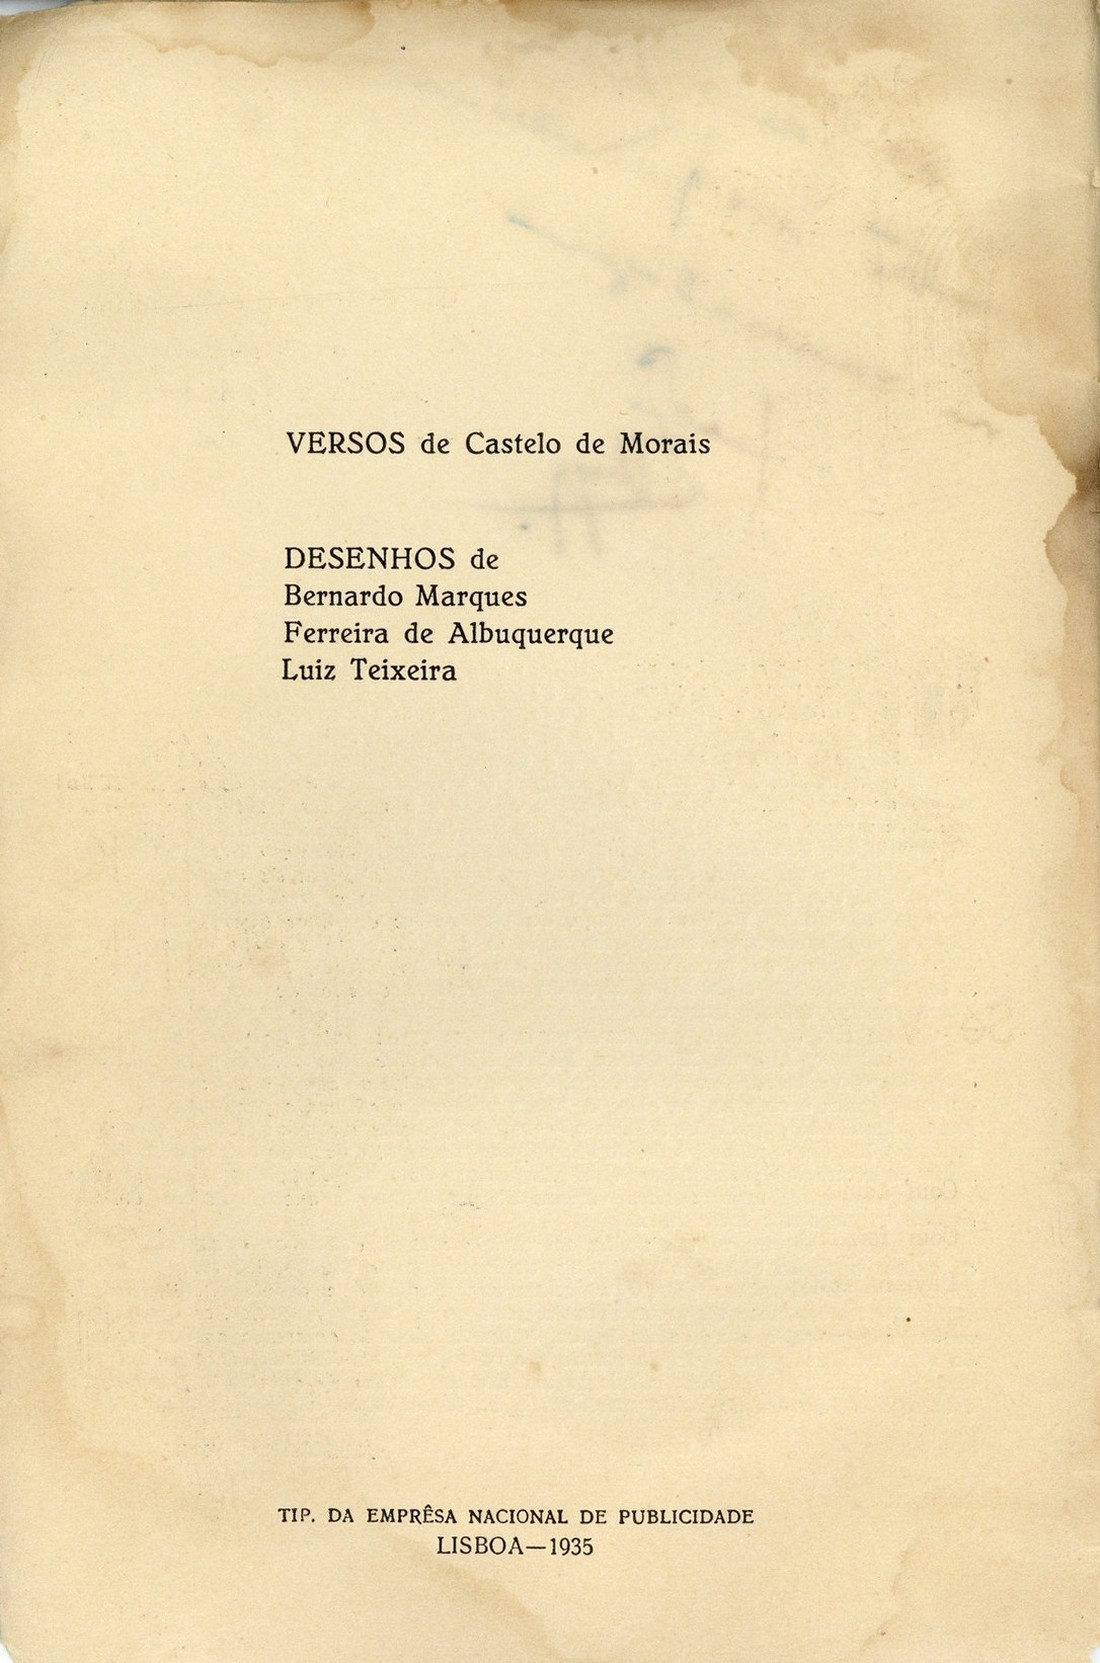 VERSOS de Castelo de Morais
DESENHOS de
Bernardo Marques
Ferreira de Albuquerque
Luiz Teixeira
TIP. DA EMPRÊSA NACIONAL DE PUBLICIDADE
LISBOA—1935